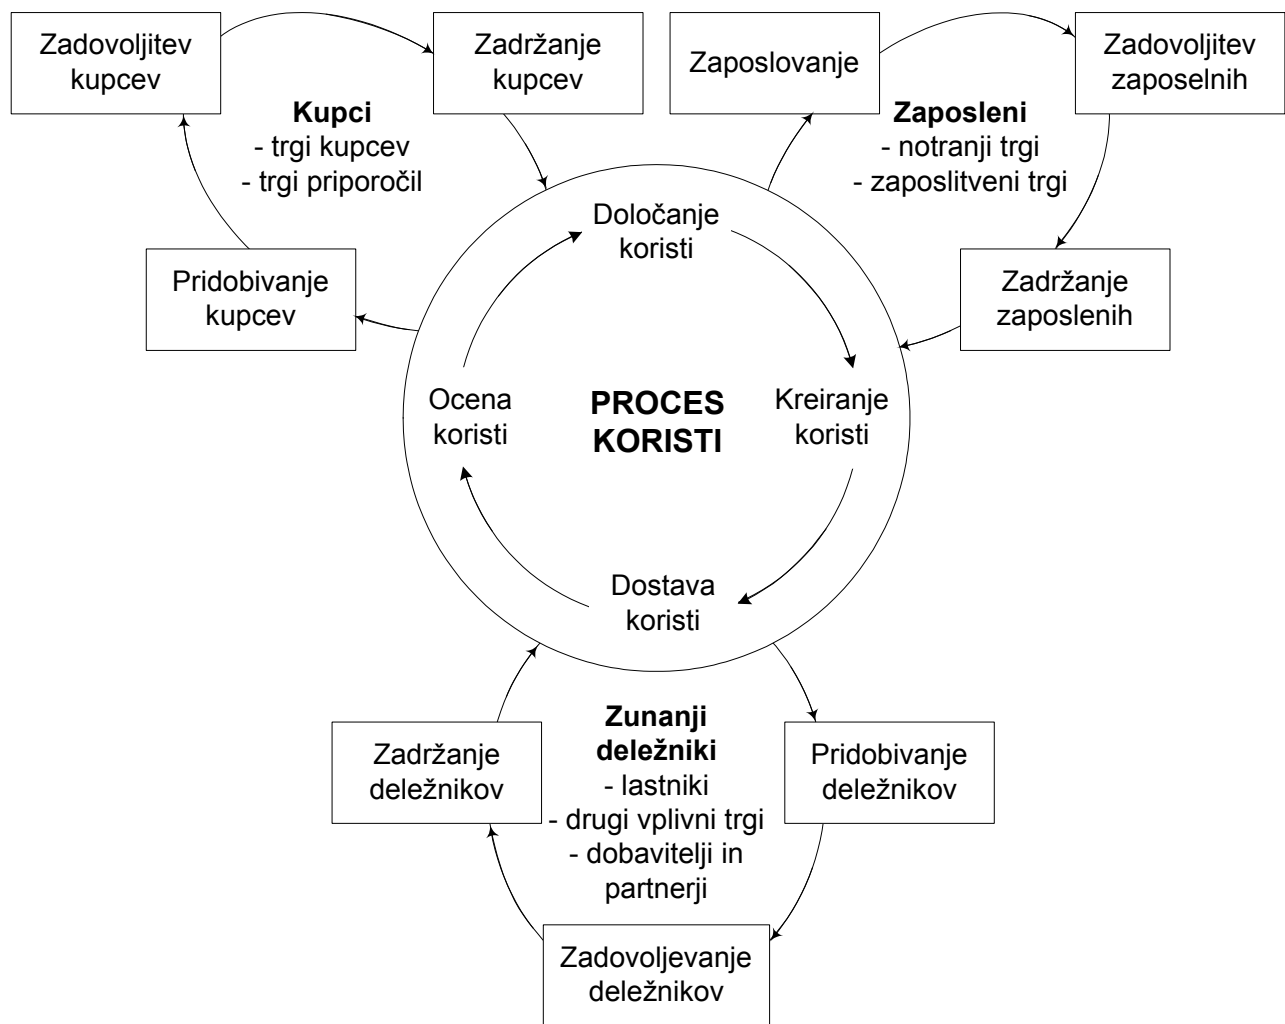 Zadovoljitev
kupcev
Zadržanje
kupcev
Kupci
- trgi kupcev
- trgi priporočil
Pridobivanje
kupcev
Zaposlovanje
Zadovoljitev
zaposelnih
Zaposleni
- notranji trgi
- zaposlitveni trgi
Zadržanje
zaposlenih
Določanje
koristi
Ocena
koristi
PROCES
KORISTI
Kreiranje
koristi
Dostava
koristi
Zunanji
deležniki
- lastniki
- drugi vplivni trgi
- dobavitelji in
partnerji
Zadržanje
deležnikov
Pridobivanje
deležnikov
Zadovoljevanje
deležnikov